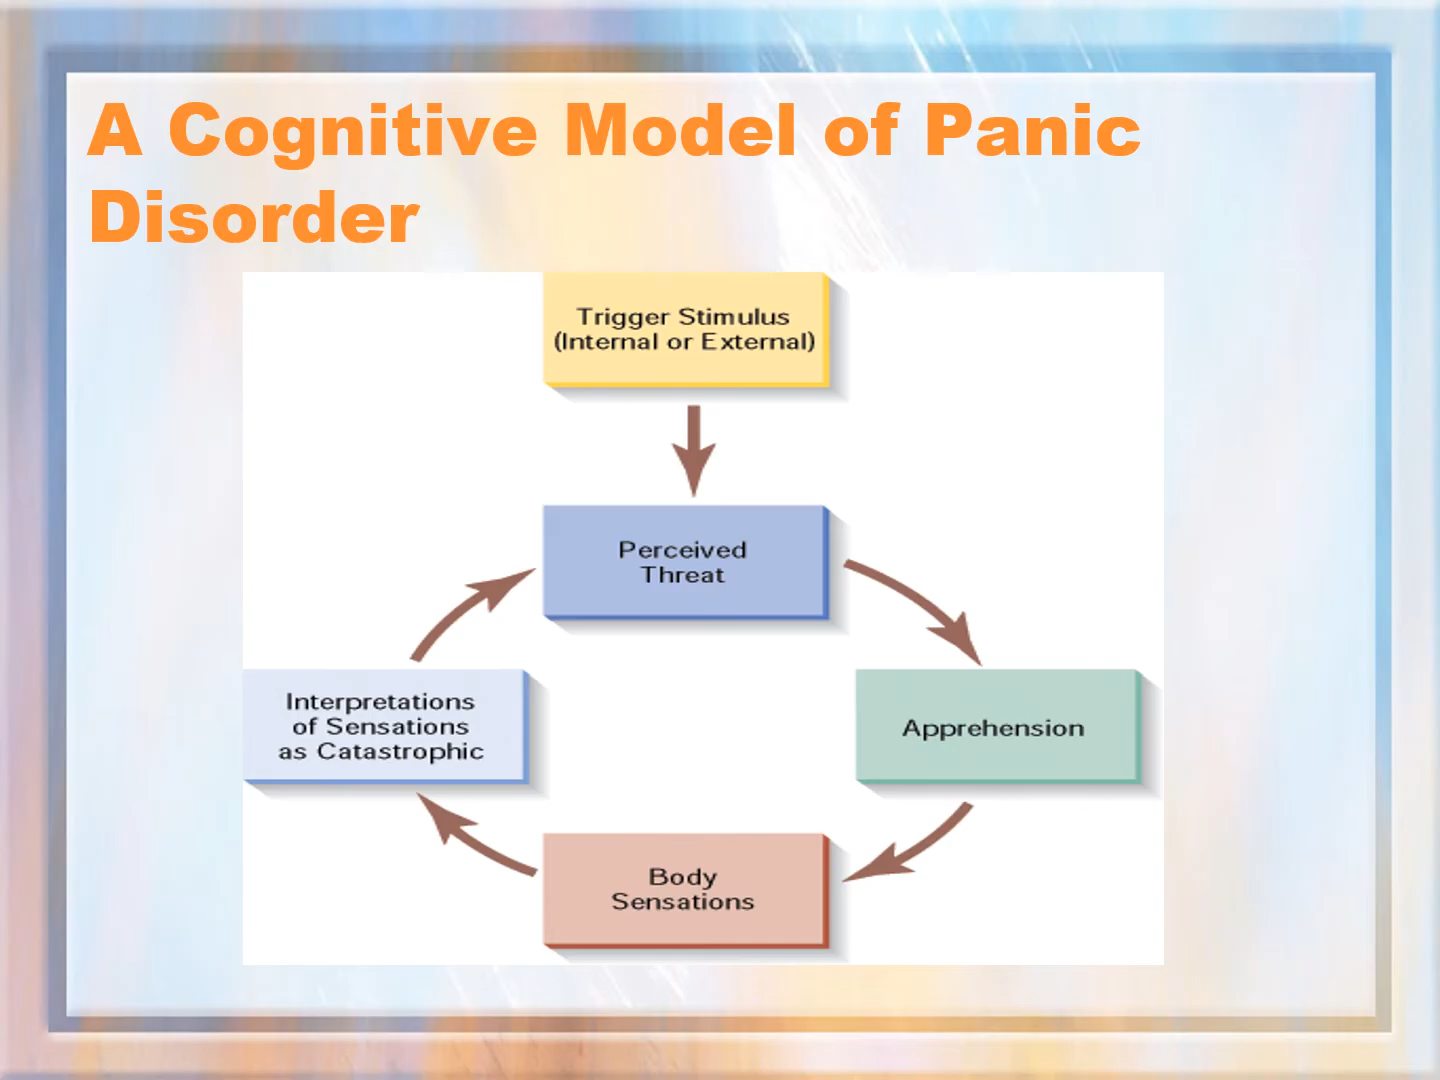 A Cognitive Model of Panic
Disorder
Trigger Stimulus
(Internal or External)
Perceived
Threat
Interpretations
of Sensations
as Catastrophic
Apprehension
Body
Sensations